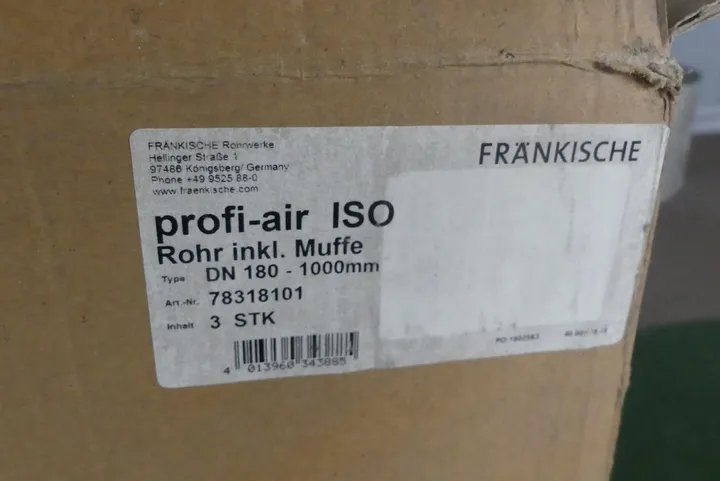 FRÄNKISCHE Rohrwerke
Hellinger Straße 1
97486 Königsberg/ Germany
Phone +49 9525 88-0
www.fraenkische.com
FRÄNKISCHE
profi-air ISO
Rohr inkl. Muffe
Type DN 180 - 1000mm
Art.-Nr. 78318101
Inhalt 3 STK
4 013960 343885